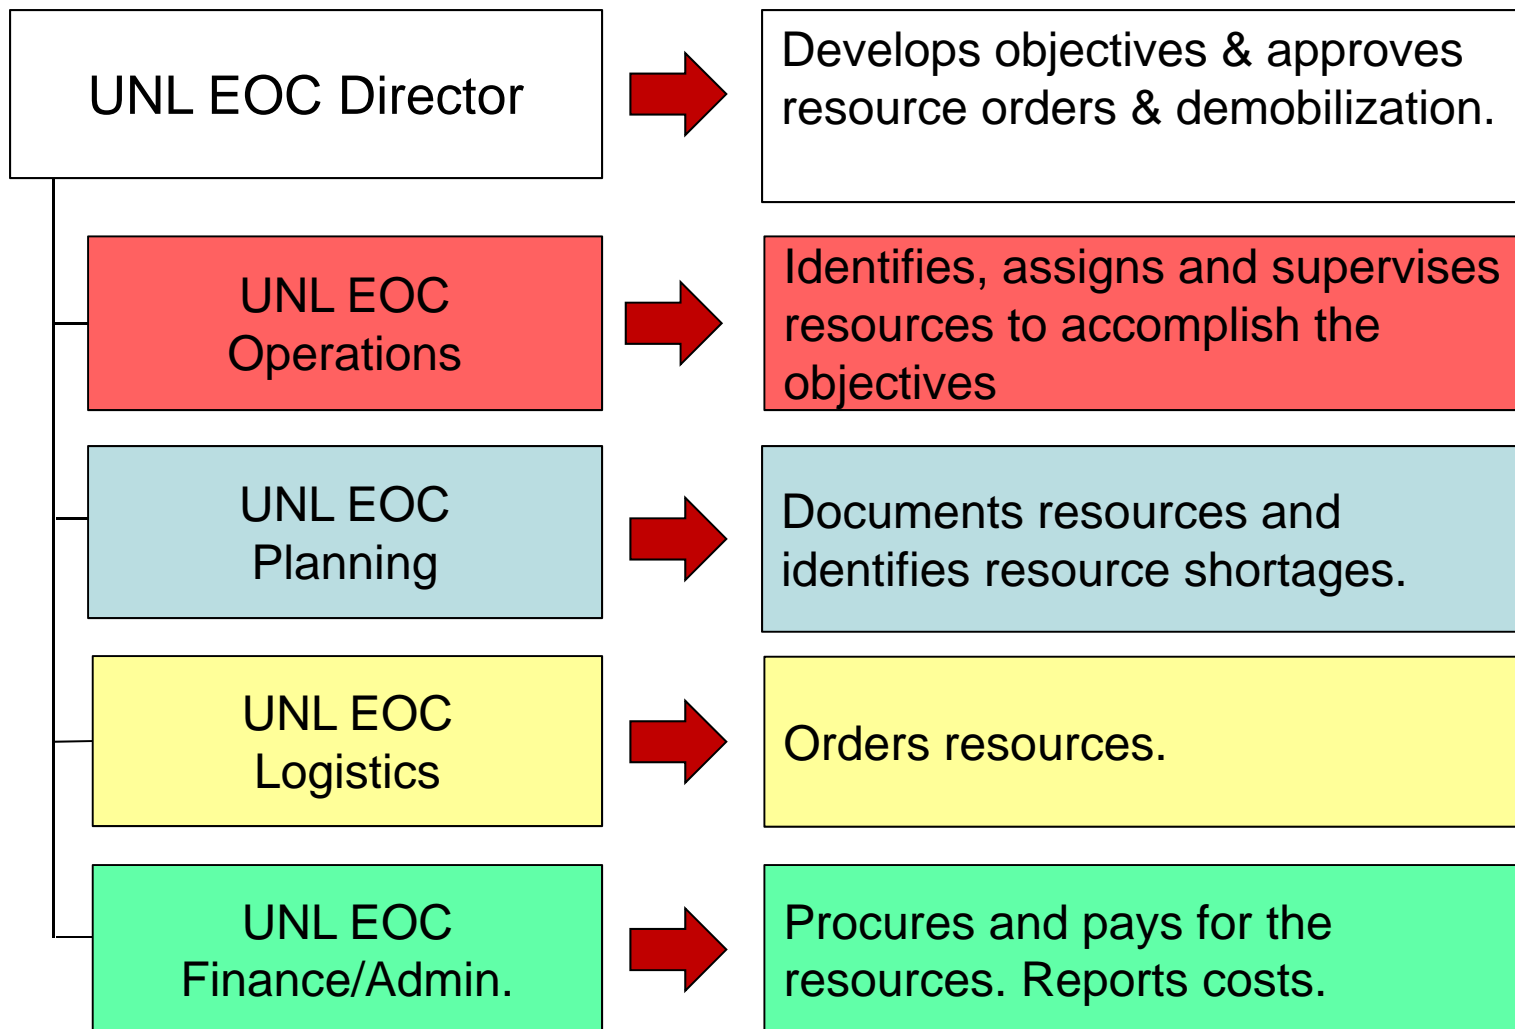 UNL EOC Director
Develops objectives & approves
resource orders & demobilization.
UNL EOC
Operations
Identifies, assigns and supervises
resources to accomplish the
objectives
UNL EOC
Planning
Documents resources and
identifies resource shortages.
UNL EOC
Logistics
Orders resources.
UNL EOC
Finance/Admin.
Procures and pays for the
resources. Reports costs.